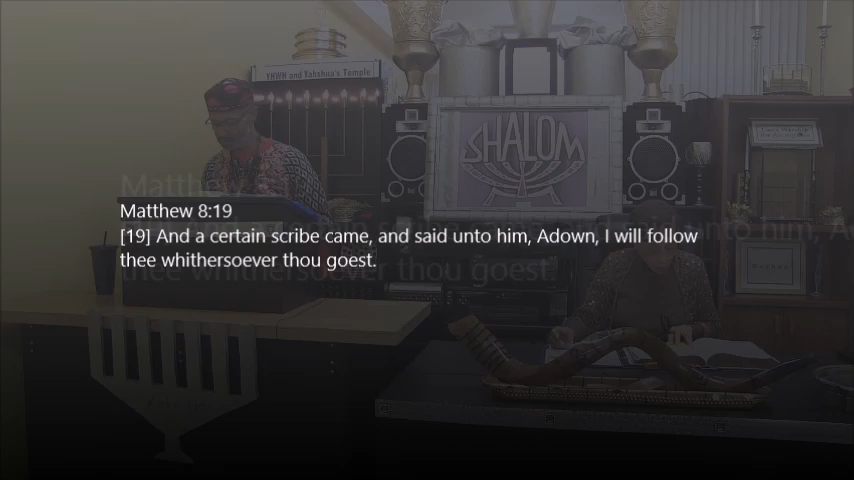 YHWH and Yahshua's Temple
SHALOM
Matthew 8:19
[19] And a certain scribe came, and said unto him, Adown, I will follow
thee whithersoever thou goest.